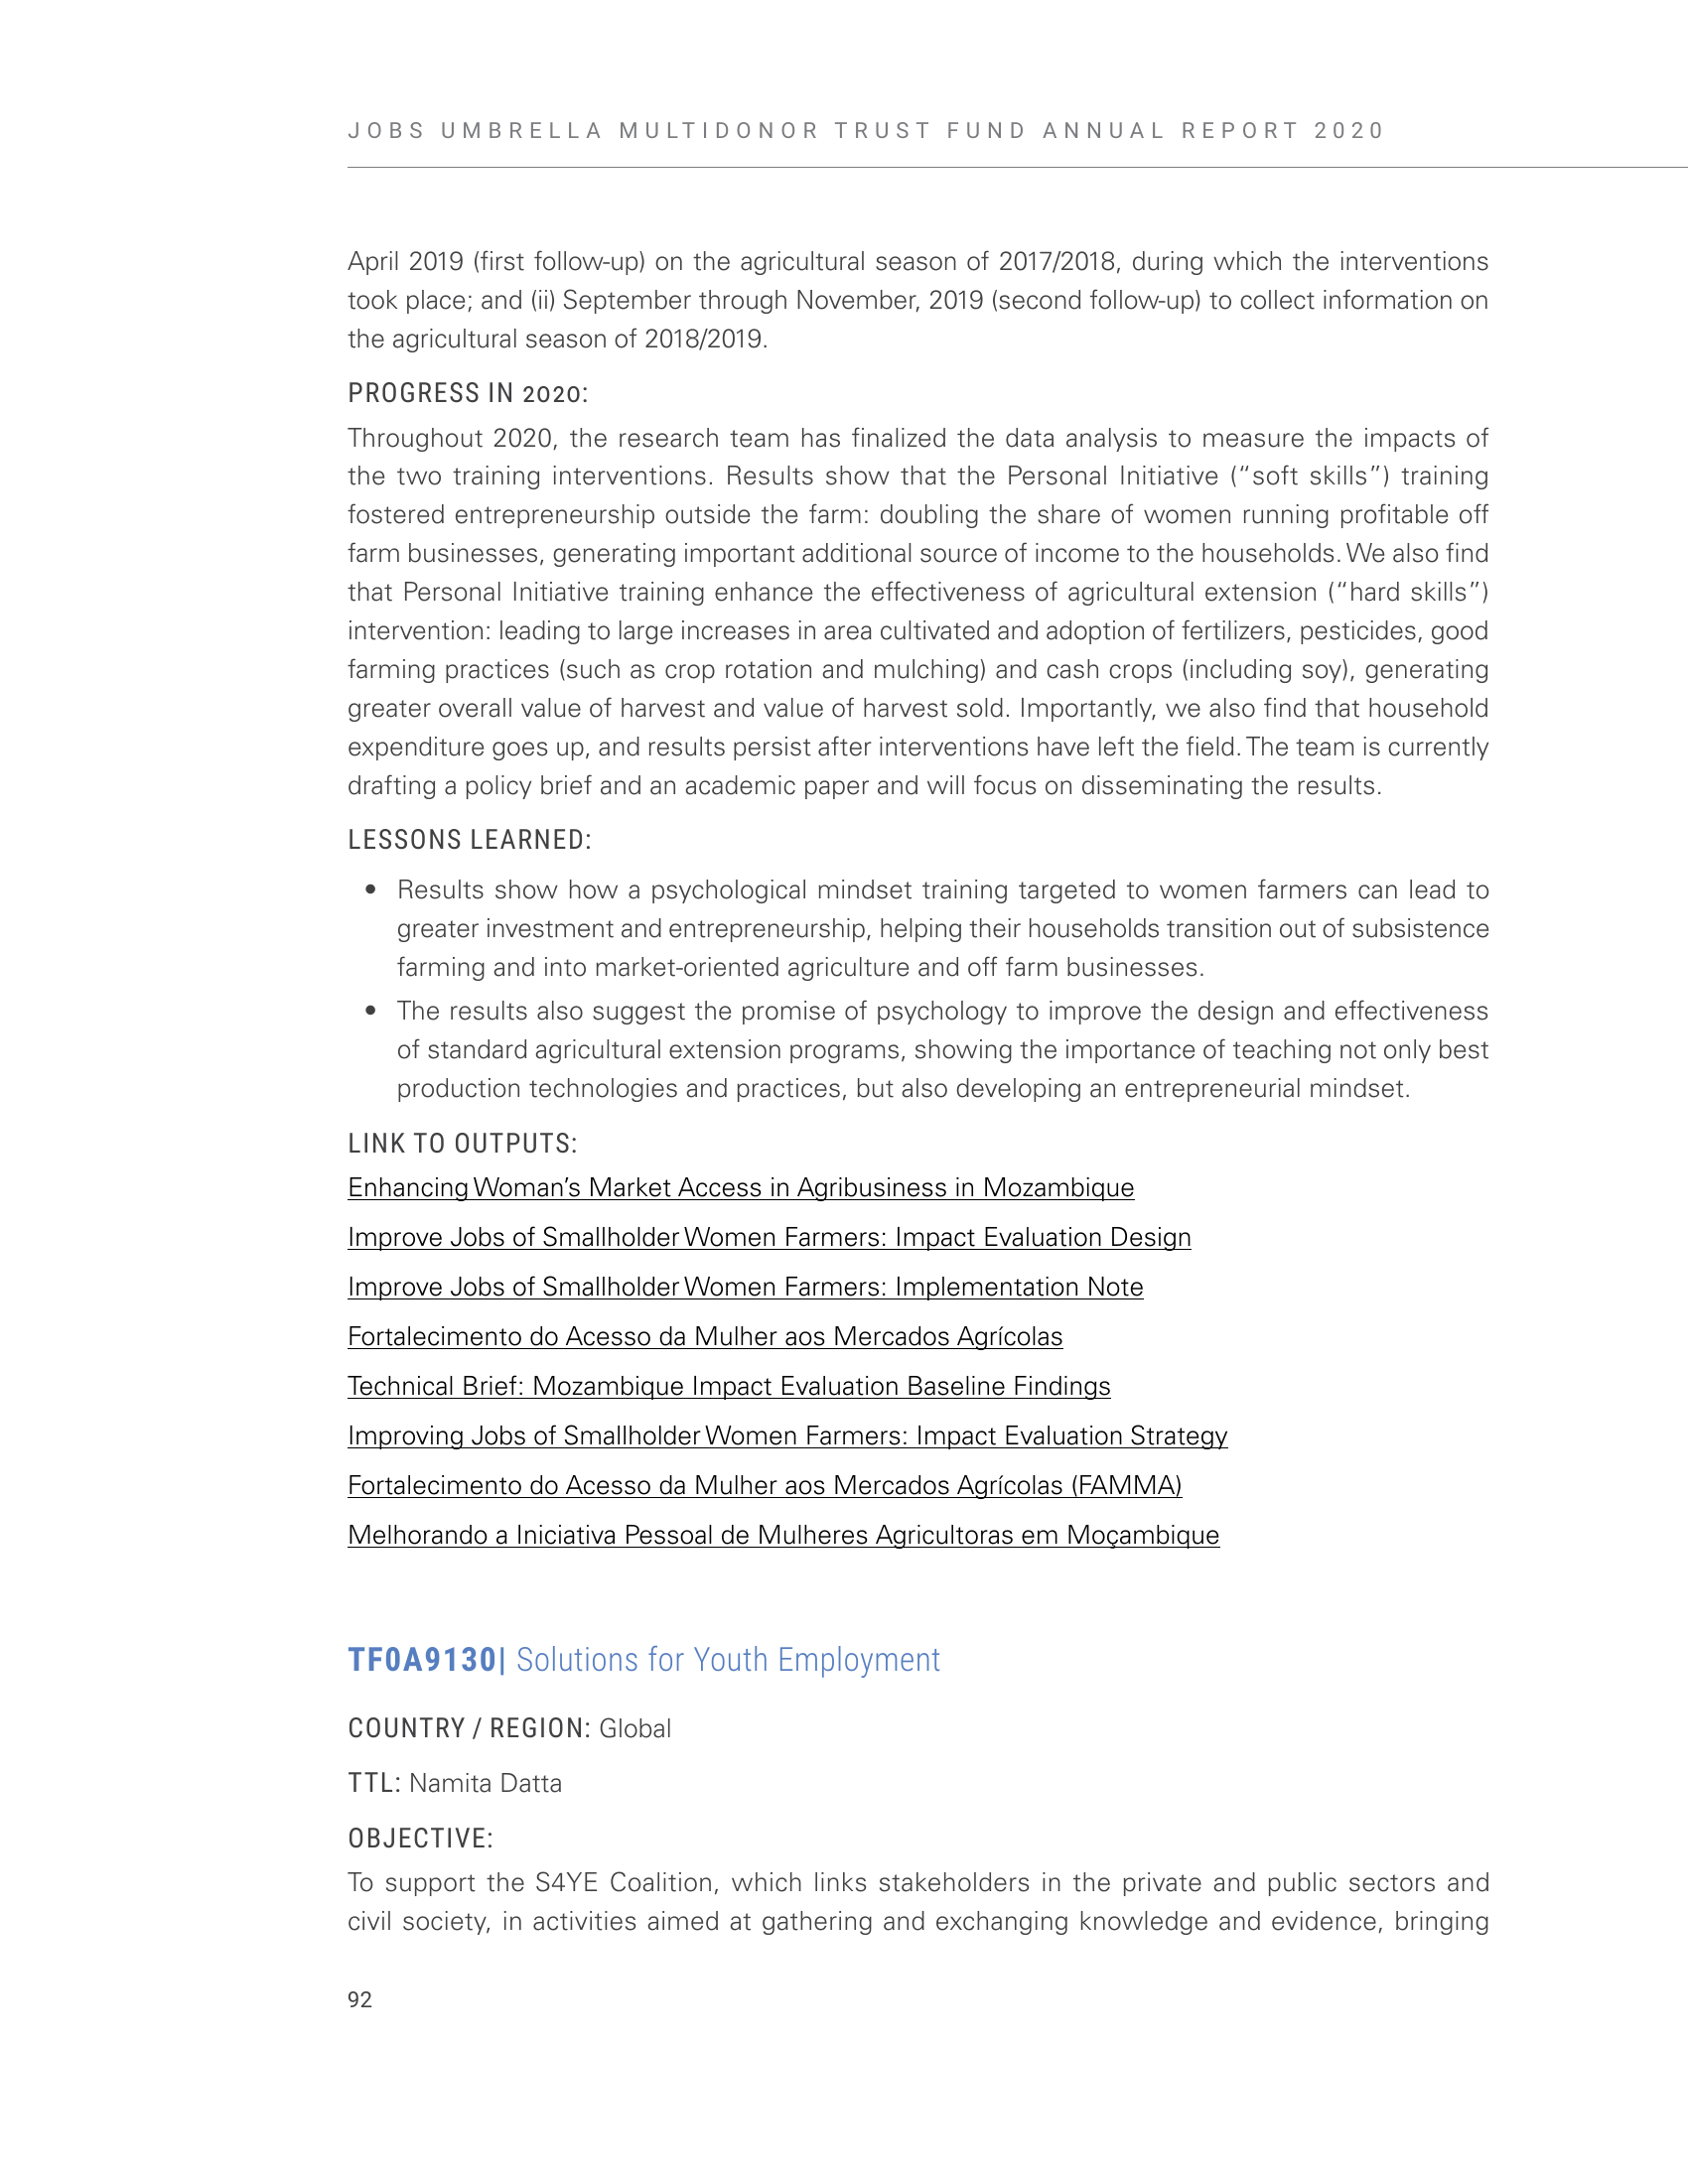 JOBS UMBRELLA MULTIDONOR TRUST FUND ANNUAL REPORT 2020
April 2019 (first follow-up) on the agricultural season of 2017/2018, during which the interventions
took place; and (ii) September through November, 2019 (second follow-up) to collect information on
the agricultural season of 2018/2019.
PROGRESS IN 2020:
Throughout 2020, the research team has finalized the data analysis to measure the impacts of
the two training interventions. Results show that the Personal Initiative (“soft skills”) training
fostered entrepreneurship outside the farm: doubling the share of women running profitable off
farm businesses, generating important additional source of income to the households. We also find
that Personal Initiative training enhance the effectiveness of agricultural extension (“hard skills”)
intervention: leading to large increases in area cultivated and adoption of fertilizers, pesticides, good
farming practices (such as crop rotation and mulching) and cash crops (including soy), generating
greater overall value of harvest and value of harvest sold. Importantly, we also find that household
expenditure goes up, and results persist after interventions have left the field. The team is currently
drafting a policy brief and an academic paper and will focus on disseminating the results.
LESSONS LEARNED:
• Results show how a psychological mindset training targeted to women farmers can lead to
greater investment and entrepreneurship, helping their households transition out of subsistence
farming and into market-oriented agriculture and off farm businesses.
• The results also suggest the promise of psychology to improve the design and effectiveness
of standard agricultural extension programs, showing the importance of teaching not only best
production technologies and practices, but also developing an entrepreneurial mindset.
LINK TO OUTPUTS:
Enhancing Woman’s Market Access in Agribusiness in Mozambique
Improve Jobs of Smallholder Women Farmers: Impact Evaluation Design
Improve Jobs of Smallholder Women Farmers: Implementation Note
Fortalecimento do Acesso da Mulher aos Mercados Agrícolas
Technical Brief: Mozambique Impact Evaluation Baseline Findings
Improving Jobs of Smallholder Women Farmers: Impact Evaluation Strategy
Fortalecimento do Acesso da Mulher aos Mercados Agrícolas (FAMMA)
Melhorando a Iniciativa Pessoal de Mulheres Agricultoras em Moçambique
TF0A9130| Solutions for Youth Employment
COUNTRY / REGION: Global
TTL: Namita Datta
OBJECTIVE:
To support the S4YE Coalition, which links stakeholders in the private and public sectors and
civil society, in activities aimed at gathering and exchanging knowledge and evidence, bringing
92